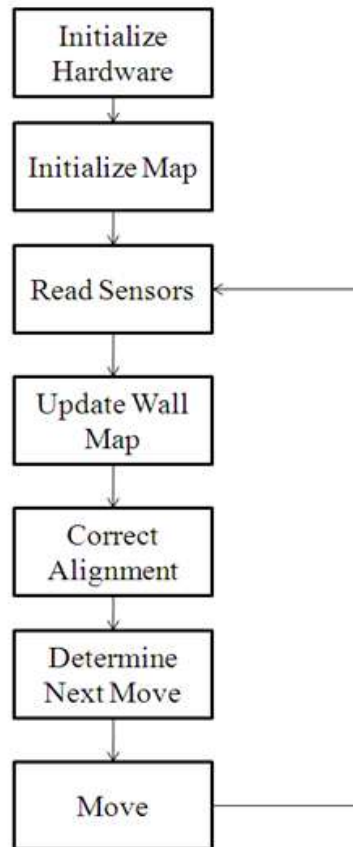 Initialize
Hardware
Initialize Map
Read Sensors
Update Wall
Map
Correct
Alignment
Determine
Next Move
Move